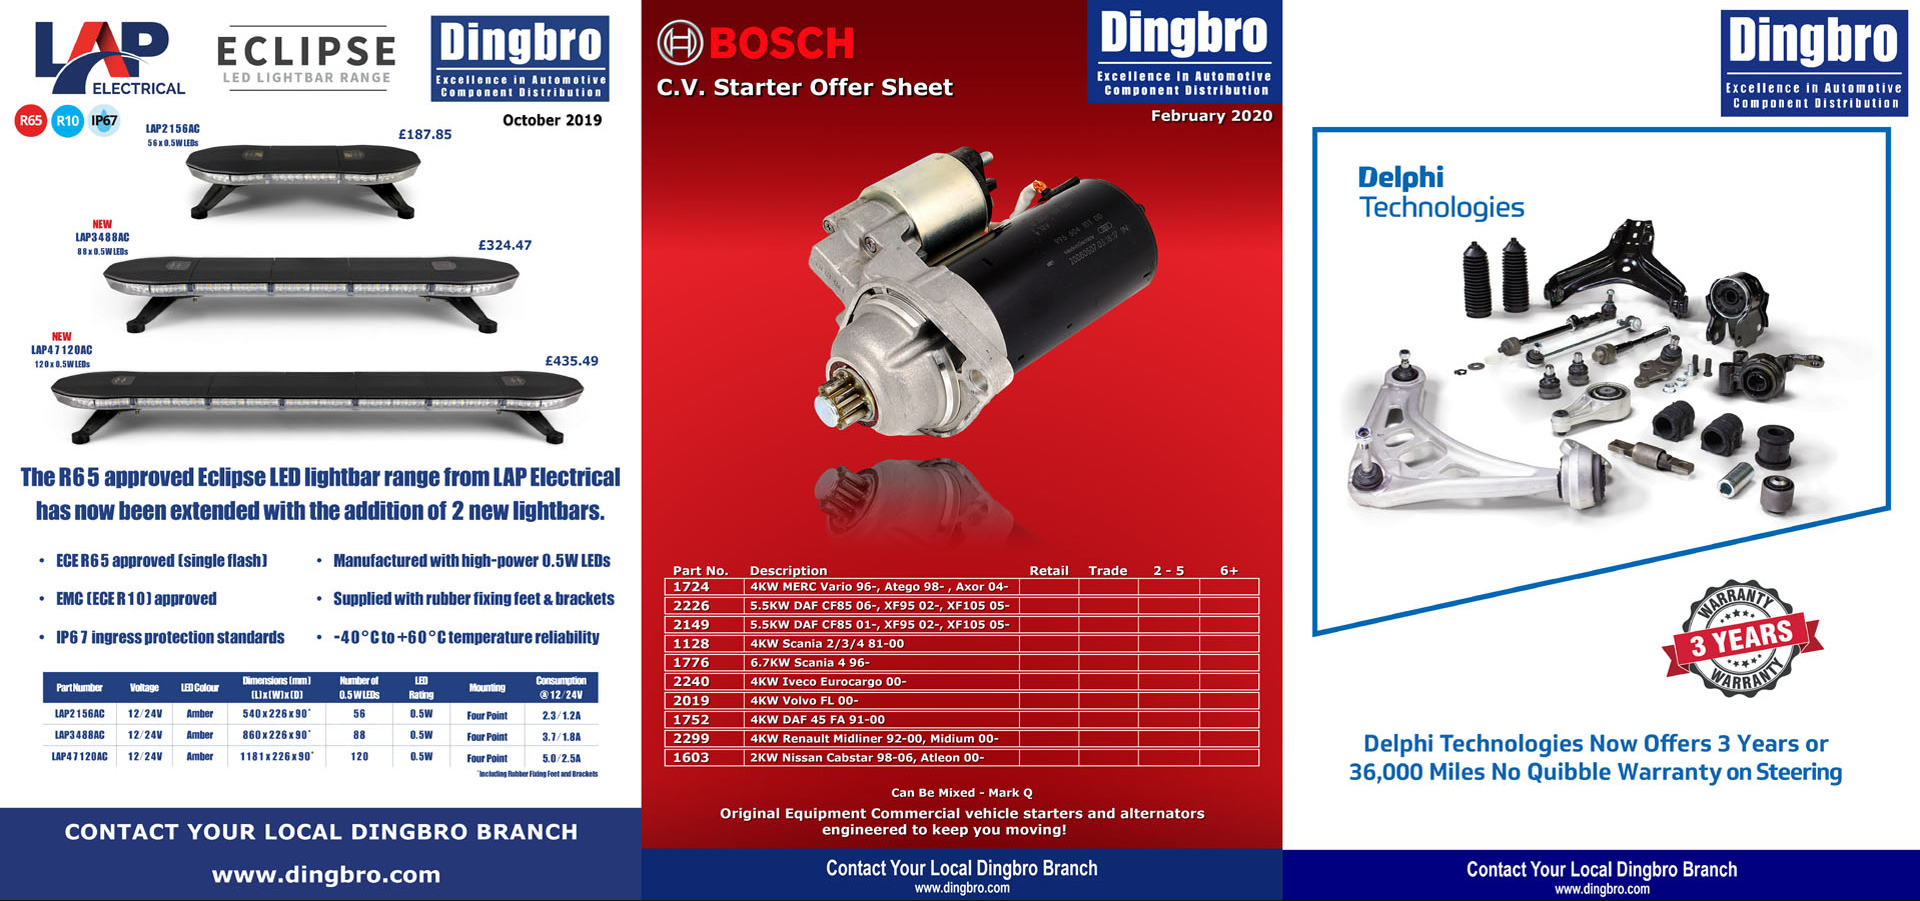 LAP
ELECTRICAL
ECLIPSE
LED LIGHTBAR RANGE
Dingbro
Excellence in Automotive
Component Distribution
R65
R10
IP67
October 2019
LAP2156AC
56 x 0.5W LEDs
£187.85
NEW
LAP3488AC
88 x 0.5W LEDs
£324.47
NEW
LAP47120AC
120 x 0.5W LEDs
£435.49
The R65 approved Eclipse LED lightbar range from LAP Electrical
has now been extended with the addition of 2 new lightbars.
• ECE R65 approved (single flash)
• EMC (ECE R10) approved
• IP67 ingress protection standards
• Manufactured with high-power 0.5W LEDs
• Supplied with rubber fixing feet & brackets
• -40°C to +60°C temperature reliability
Part Number Voltage LED Colour Dimensions (mm) (L) x (W) x (D) Number of 0.5W LEDs LED Rating Mounting Consumption @ 12/24V
LAP2156AC 12/24V Amber 540 x 226 x 90* 56 0.5W Four Point 2.3/1.2A
LAP3488AC 12/24V Amber 860 x 226 x 90* 88 0.5W Four Point 3.7/1.8A
LAP47120AC 12/24V Amber 1181 x 226 x 90* 120 0.5W Four Point 5.0/2.5A
*Including Rubber Fixing Feet and Brackets
CONTACT YOUR LOCAL DINGBRO BRANCH
www.dingbro.com
BOSCH
C.V. Starter Offer Sheet
Dingbro
Excellence In Automotive
Component Distribution
February 2020
Part No. Description Retail Trade 2 - 5 6+
1724 4KW MERC Vario 96-, Atego 98- , Axor 04-
2226 5.5KW DAF CF85 06-, XF95 02-, XF105 05-
2149 5.5KW DAF CF85 01-, XF95 02-, XF105 05-
1128 4KW Scania 2/3/4 81-00
1776 6.7KW Scania 4 96-
2240 4KW Iveco Eurocargo 00-
2019 4KW Volvo FL 00-
1752 4KW DAF 45 FA 91-00
2299 4KW Renault Midliner 92-00, Midium 00-
1603 2KW Nissan Cabstar 98-06, Atleon 00-
Can Be Mixed - Mark Q
Original Equipment Commercial vehicle starters and alternators
engineered to keep you moving!
Contact Your Local Dingbro Branch
www.dingbro.com
Dingbro
Excellence in Automotive
Component Distribution
Delphi
Technologies
WARRANTY
3 YEARS
WARRANTY
Delphi Technologies Now Offers 3 Years or
36,000 Miles No Quibble Warranty on Steering
Contact Your Local Dingbro Branch
www.dingbro.com